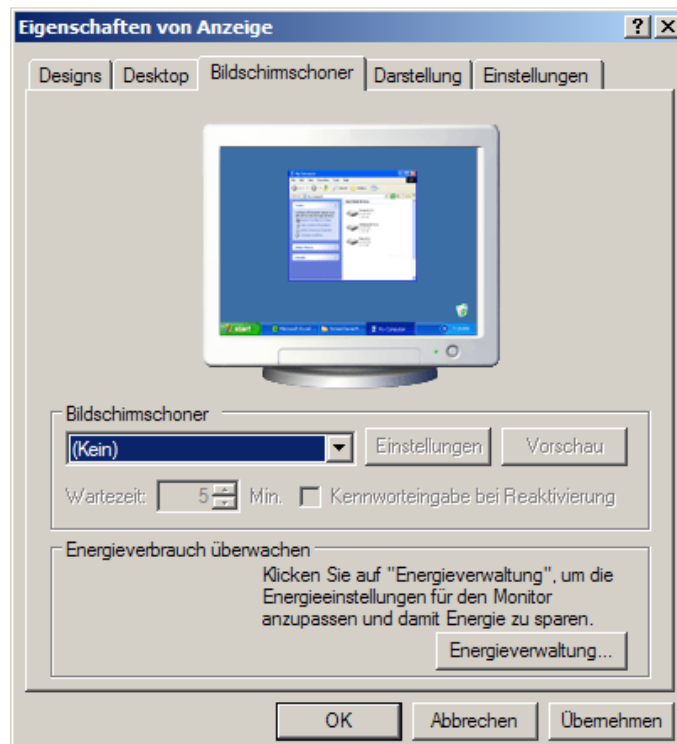 Eigenschaften von Anzeige
Designs Desktop Bildschirmschoner Darstellung Einstellungen
start
My Computer
Bildschirmschoner
(Kein) Einstellungen Vorschau
Wartezeit: 5 Min. Kennworteingabe bei Reaktivierung
Energieverbrauch überwachen
Klicken Sie auf "Energieverwaltung", um die
Energieeinstellungen für den Monitor
anzupassen und damit Energie zu sparen.
Energieverwaltung...
OK Abbrechen Übernehmen